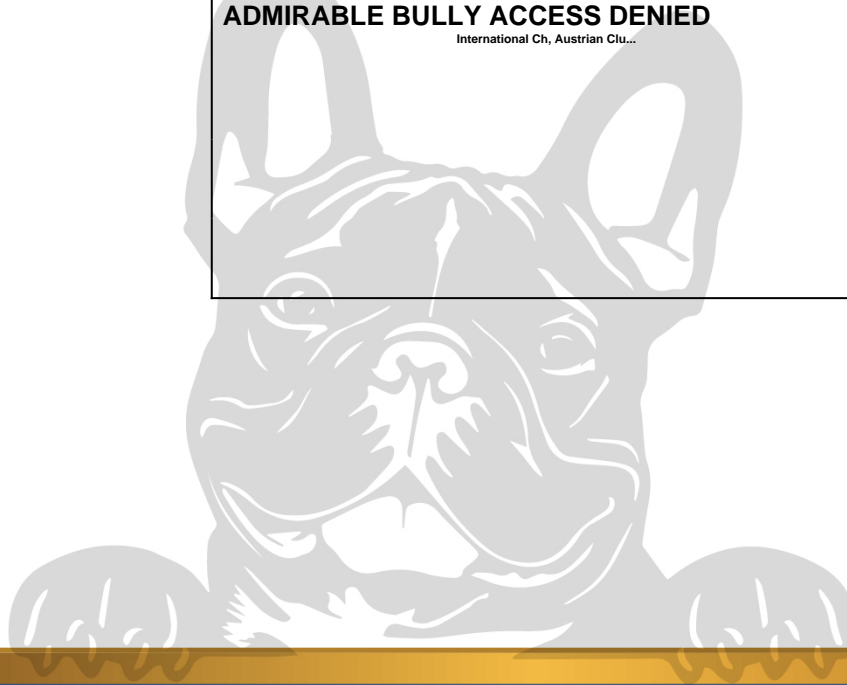 ADMIRABLE BULLY ACCESS DENIED
International Ch, Austrian Clu...